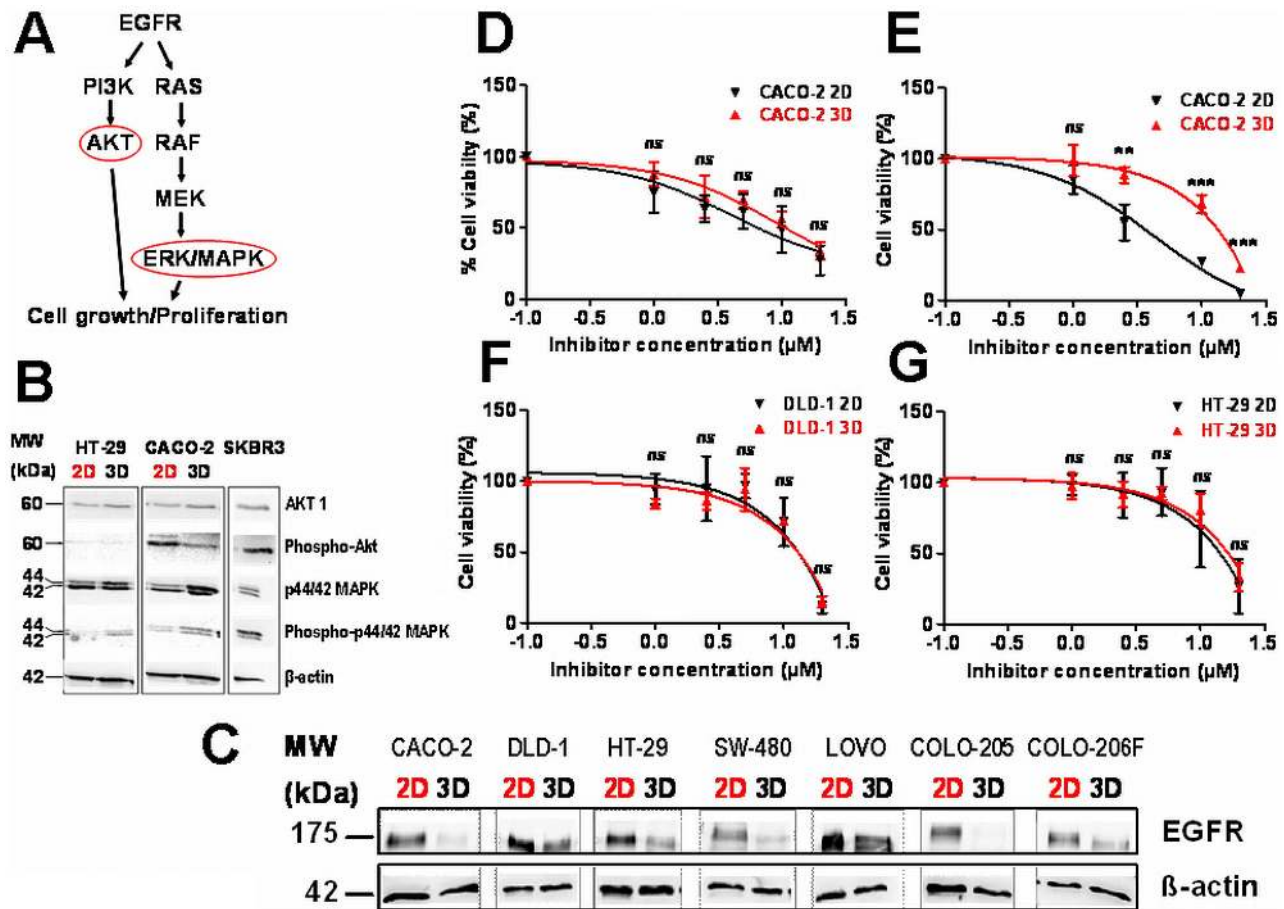 A
EGFR
PI3K RAS
AKT RAF
MEK
ERK/MAPK
Cell growth/Proliferation
B
MW
(kDa)
HT-29 CACO-2 SKBR3
2D 3D 2D 3D
60 AKT 1
60 Phospho-Akt
44
42 p44/42 MAPK
44
42 Phospho-p44/42 MAPK
42 β-actin
D
CACO-2 2D
CACO-2 3D
% Cell viability (%)
150
100
50
0
ns ns ns ns ns
-1.0 0.0 0.5 1.0 1.5
Inhibitor concentration (µM)
E
CACO-2 2D
CACO-2 3D
Cell viability (%)
150
100
50
0
ns ** *** ***
-1.0 0.0 0.5 1.0 1.5
Inhibitor concentration (µM)
F
DLD-1 2D
DLD-1 3D
Cell viability (%)
150
100
50
0
ns ns ns ns ns
-1.0 0.0 0.5 1.0 1.5
Inhibitor concentration (µM)
G
HT-29 2D
HT-29 3D
Cell viability (%)
150
100
50
0
ns ns ns ns ns
-1.0 0.0 0.5 1.0 1.5
Inhibitor concentration (µM)
C
MW
(kDa)
CACO-2 DLD-1 HT-29 SW-480 LOVO COLO-205 COLO-206F
2D 3D 2D 3D 2D 3D 2D 3D 2D 3D 2D 3D 2D 3D
175 EGFR
42 ß-actin